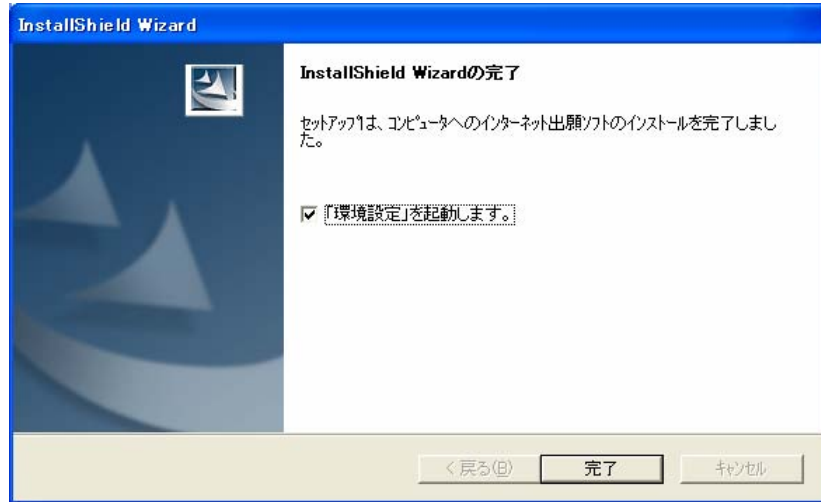 InstallShield Wizard
InstallShield Wizardの完了
セットアップは、コンピュータへのインターネット出願ソフトのインストールを完了しまし
た。
「環境設定」を起動します。
< 戻る(B)
完了
キャンセル